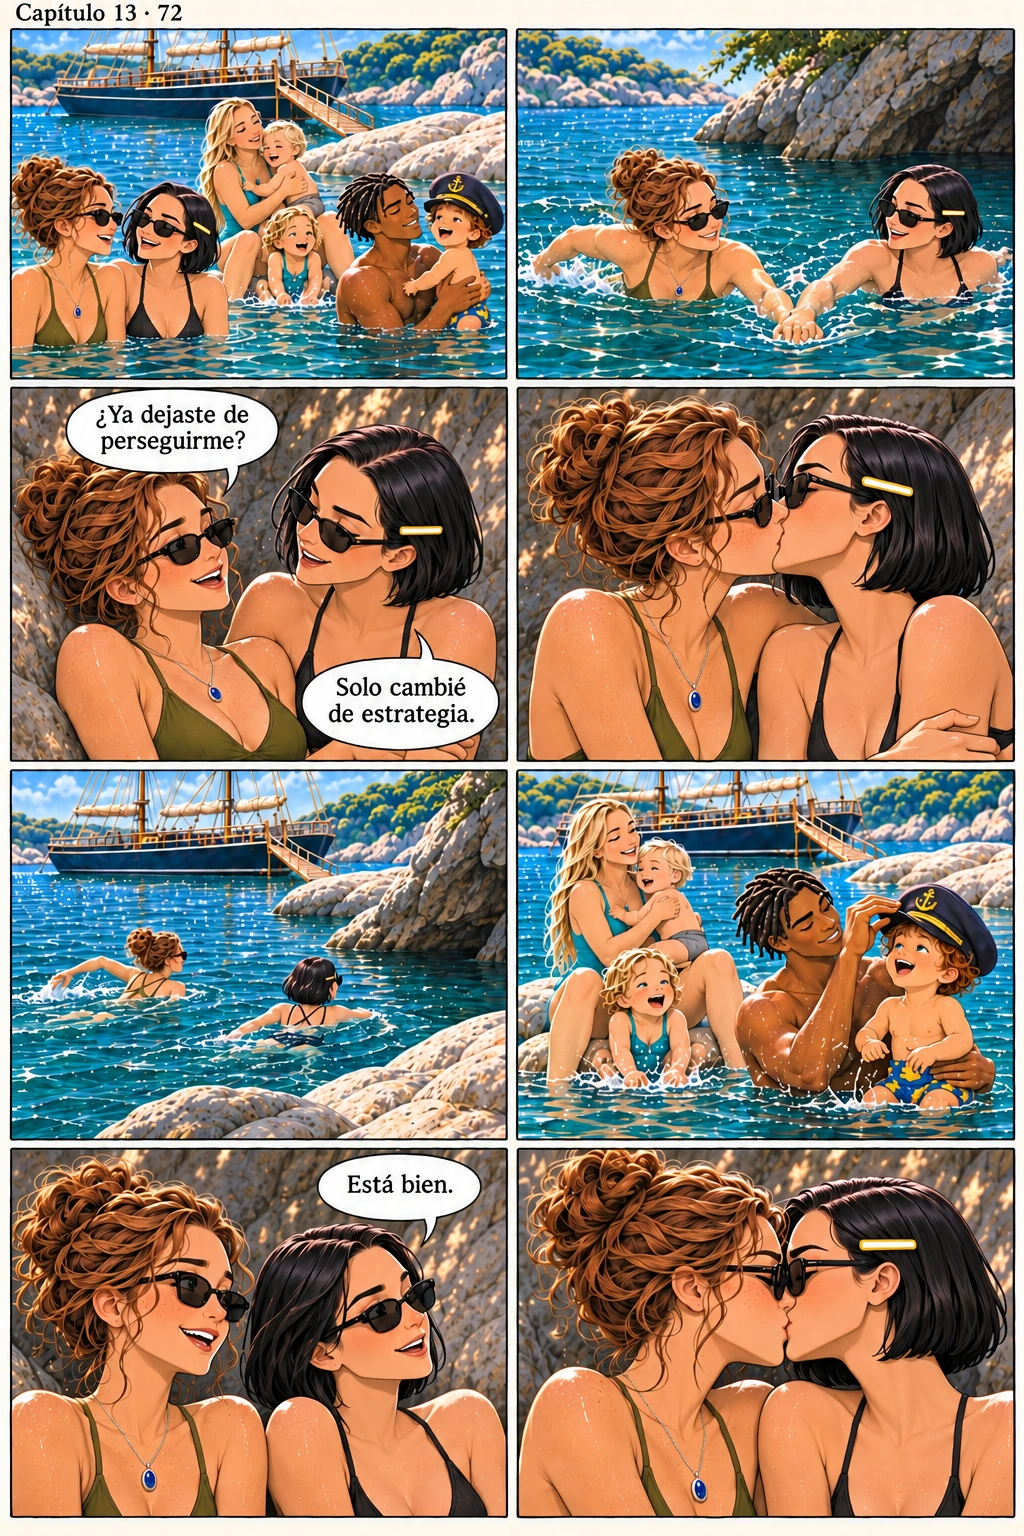 Capítulo 13 · 72
¿Ya dejaste de
perseguirme?
Solo cambié
de estrategia.
Está bien.